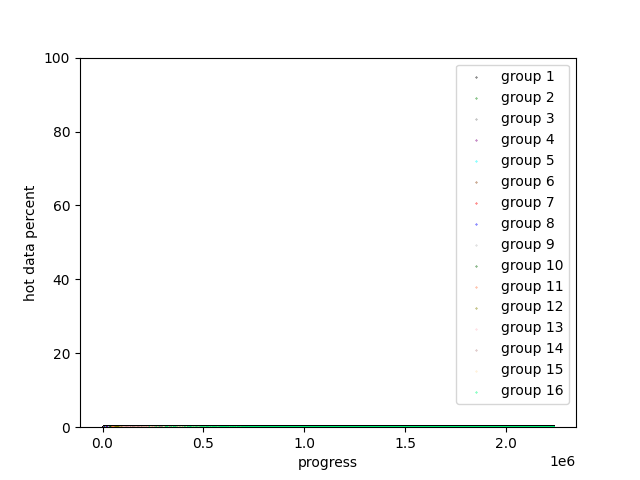 100
80
60
40
20
0
hot data percent
0.0 0.5 1.0 1.5 2.0
1e6
progress
group 1
group 2
group 3
group 4
group 5
group 6
group 7
group 8
group 9
group 10
group 11
group 12
group 13
group 14
group 15
group 16